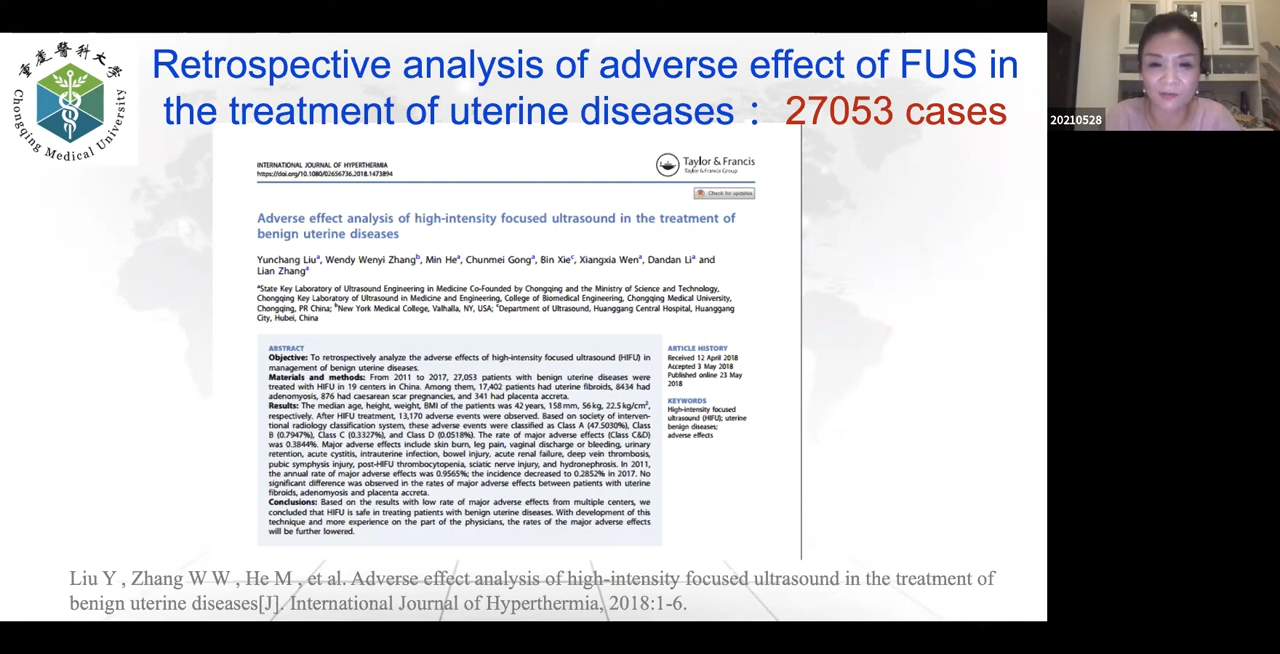 重慶醫科大學
Chongqing Medical University
Retrospective analysis of adverse effect of FUS in
the treatment of uterine diseases： 27053 cases
20210528
INTERNATIONAL JOURNAL OF HYPERTHERMIA
https://doi.org/10.1080/02656736.2018.1473894
Taylor & Francis
Taylor & Francis Group
Check for updates
Adverse effect analysis of high-intensity focused ultrasound in the treatment of
benign uterine diseases
Yunchang Liuᵃ, Wendy Wenyi Zhangᵇ, Min Heᵃ, Chunmei Gongᵃ, Bin Xieᶜ, Xiangxia Wenᵃ, Dandan Liᵃ and
Lian Zhangᵃ
ᵃState Key Laboratory of Ultrasound Engineering in Medicine Co-Founded by Chongqing and the Ministry of Science and Technology,
Chongqing Key Laboratory of Ultrasound in Medicine and Engineering, College of Biomedical Engineering, Chongqing Medical University,
Chongqing, PR China; ᵇNew York Medical College, Valhalla, NY, USA; ᶜDepartment of Ultrasound, Huanggang Central Hospital, Huanggang
City, Hubei, China
ABSTRACT
Objective: To retrospectively analyze the adverse effects of high-intensity focused ultrasound (HIFU) in
management of benign uterine diseases.
Materials and methods: From 2011 to 2017, 27,053 patients with benign uterine diseases were
treated with HIFU in 19 centers in China. Among them, 17,402 patients had uterine fibroids, 8434 had
adenomyosis, 876 had caesarean scar pregnancies, and 341 had placenta accreta.
Results: The median age, height, weight, BMI of the patients was 42 years, 158 mm, 56 kg, 22.5 kg/cm²,
respectively. After HIFU treatment, 13,170 adverse events were observed. Based on society of interven-
tional radiology classification system, these adverse events were classified as Class A (47.5030%), Class
B (0.7947%), Class C (0.3327%), and Class D (0.0518%). The rate of major adverse effects (Class C&D)
was 0.3844%. Major adverse effects include skin burn, leg pain, vaginal discharge or bleeding, urinary
retention, acute cystitis, intrauterine infection, bowel injury, acute renal failure, deep vein thrombosis,
pubic symphysis injury, post-HIFU thrombocytopenia, sciatic nerve injury, and hydronephrosis. In 2011,
the annual rate of major adverse effects was 0.9565%; the incidence decreased to 0.2852% in 2017. No
significant difference was observed in the rates of major adverse effects between patients with uterine
fibroids, adenomyosis and placenta accreta.
Conclusions: Based on the results with low rate of major adverse effects from multiple centers, we
concluded that HIFU is safe in treating patients with benign uterine diseases. With development of this
technique and more experience on the part of the physicians, the rates of the major adverse effects
will be further lowered.
ARTICLE HISTORY
Received 12 April 2018
Accepted 3 May 2018
Published online 23 May
2018
KEYWORDS
High-intensity focused
ultrasound (HIFU); uterine
benign diseases;
adverse effects
Liu Y , Zhang W W , He M , et al. Adverse effect analysis of high-intensity focused ultrasound in the treatment of
benign uterine diseases[J]. International Journal of Hyperthermia, 2018:1-6.